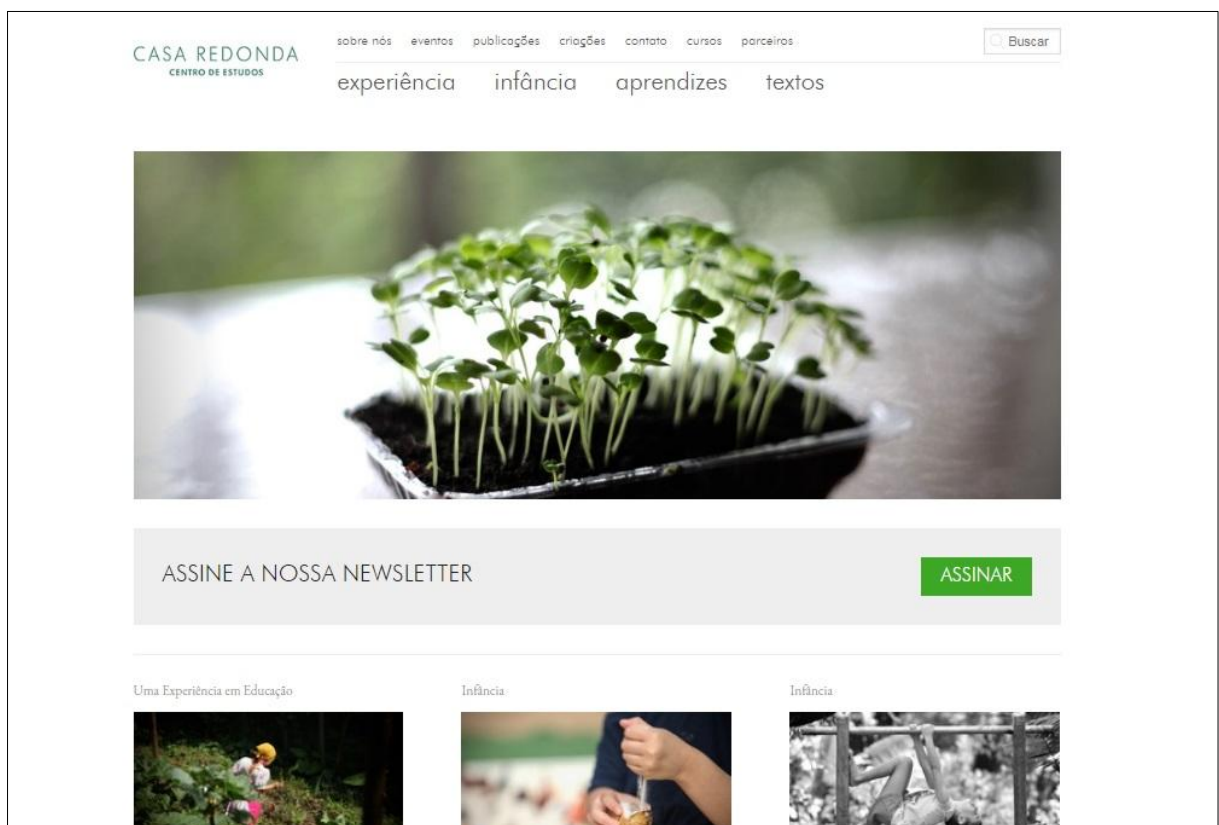 CASA REDONDA
CENTRO DE ESTUDOS
sobre nós eventos publicações criações contato cursos parceiros
Buscar
experiência infância aprendizes textos
ASSINE A NOSSA NEWSLETTER
ASSINAR
Uma Experiência em Educação
Infância
Infância